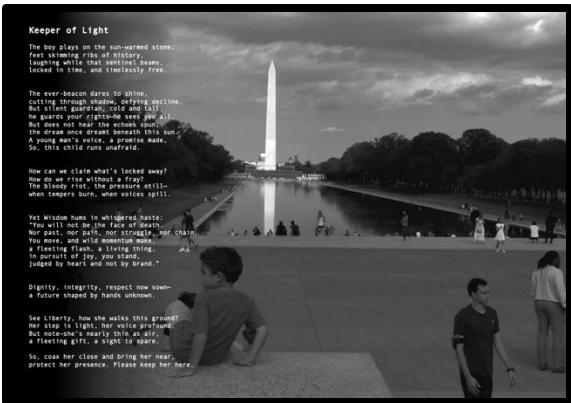 Keeper of Light
The boy plays on the sun-warmed stone,
feet skimming ribs of history,
laughing while that sentinel beams,
locked in time, and timelessly free.
The ever-beacon dares to shine,
cutting through shadow, defying decline.
But silent guardian, cold and tall,
he guards your rights—he sees you all.
But does not hear the echoes spun,
the dream once dreamt beneath this sun.
A young man's voice, a promise made,
So, this child runs unafraid.
How can we claim what's locked away?
How do we rise without a fray?
The bloody riot, the pressure still—
when tempers burn, when voices spill.
Yet Wisdom hums in whispered haste:
"You will not be the face of death.
Nor past, nor pain, nor struggle, nor chain.
You move, and wild momentum make,
a fleeting flash, a living thing,
in pursuit of joy, you stand,
judged by heart and not by brand."
Dignity, integrity, respect now sown—
a future shaped by hands unknown.
See Liberty, how she walks this ground?
Her step is light, her voice profound.
But note—she's nearly thin as air,
a fleeting gift, a sight to spare.
So, coax her close and bring her near,
protect her presence. Please keep her here.